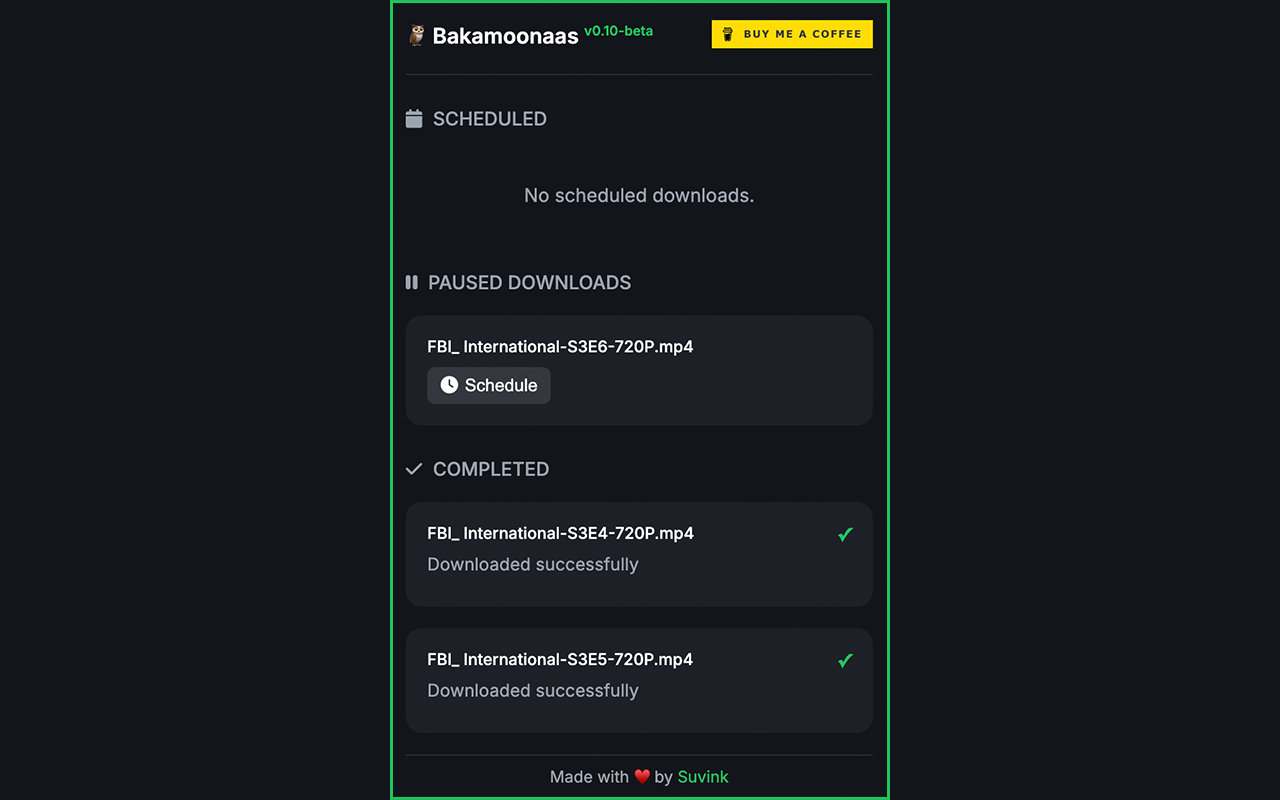 Bakamoonaas v0.10-beta
BUY ME A COFFEE
SCHEDULED
No scheduled downloads.
PAUSED DOWNLOADS
FBI_ International-S3E6-720P.mp4
Schedule
COMPLETED
FBI_ International-S3E4-720P.mp4
Downloaded successfully
FBI_ International-S3E5-720P.mp4
Downloaded successfully
Made with ❤️ by Suvink